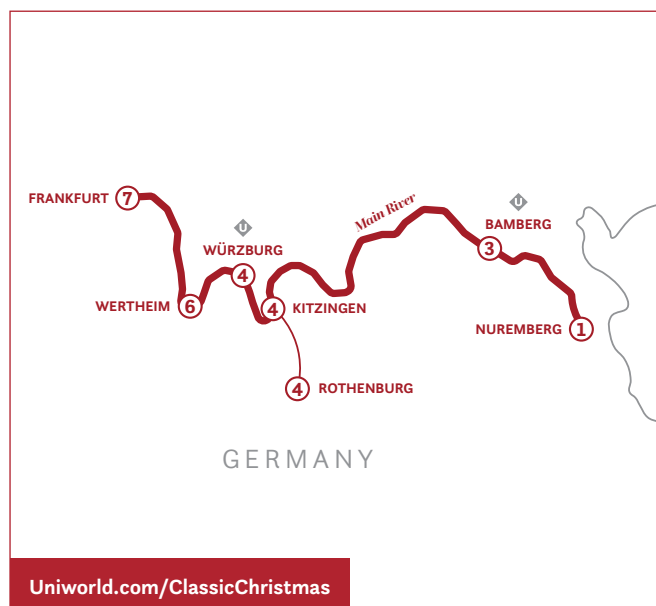 Main River
U
BAMBERG
3
FRANKFURT 7
U
WÜRZBURG
4
WERTHEIM 6
4 KITZINGEN
NUREMBERG 1
4 ROTHENBURG
GERMANY
Uniworld.com/ClassicChristmas